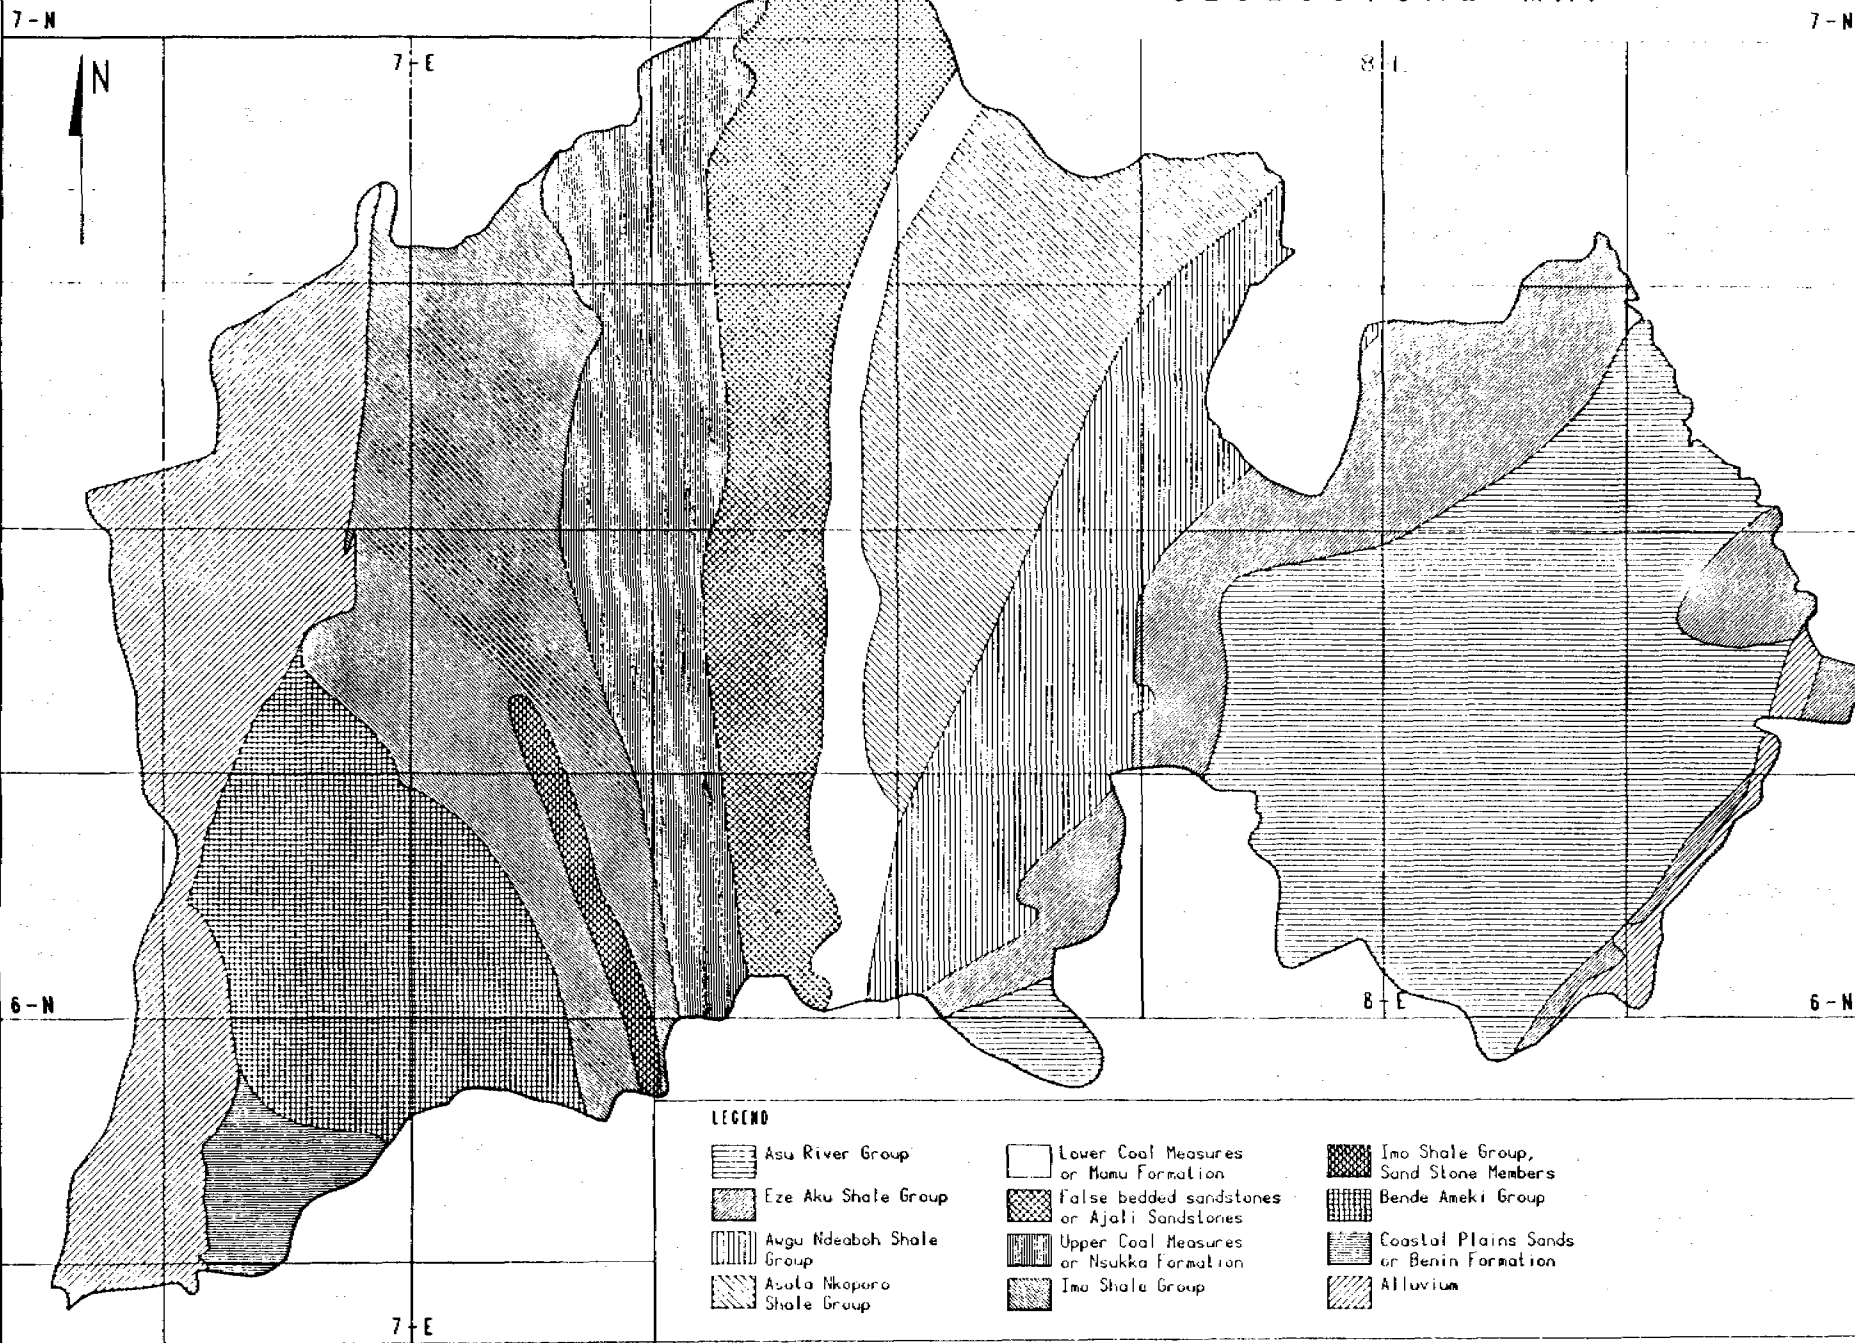 7-N
7-N
7-E
N
6-N
8-E
6-N
LEGEND
Asu River Group
Eze Aku Shale Group
Awgu Ndeaboh Shale
Group
Asata Nkoporo
Shale Group
Lower Coal Measures
or Mamu Formation
False bedded sandstones
or Ajali Sandstones
Upper Coal Measures
or Nsukka Formation
Imo Shale Group
Imo Shale Group,
Sand Stone Members
Bende Ameki Group
Coastal Plains Sands
or Benin Formation
Alluvium
7-E